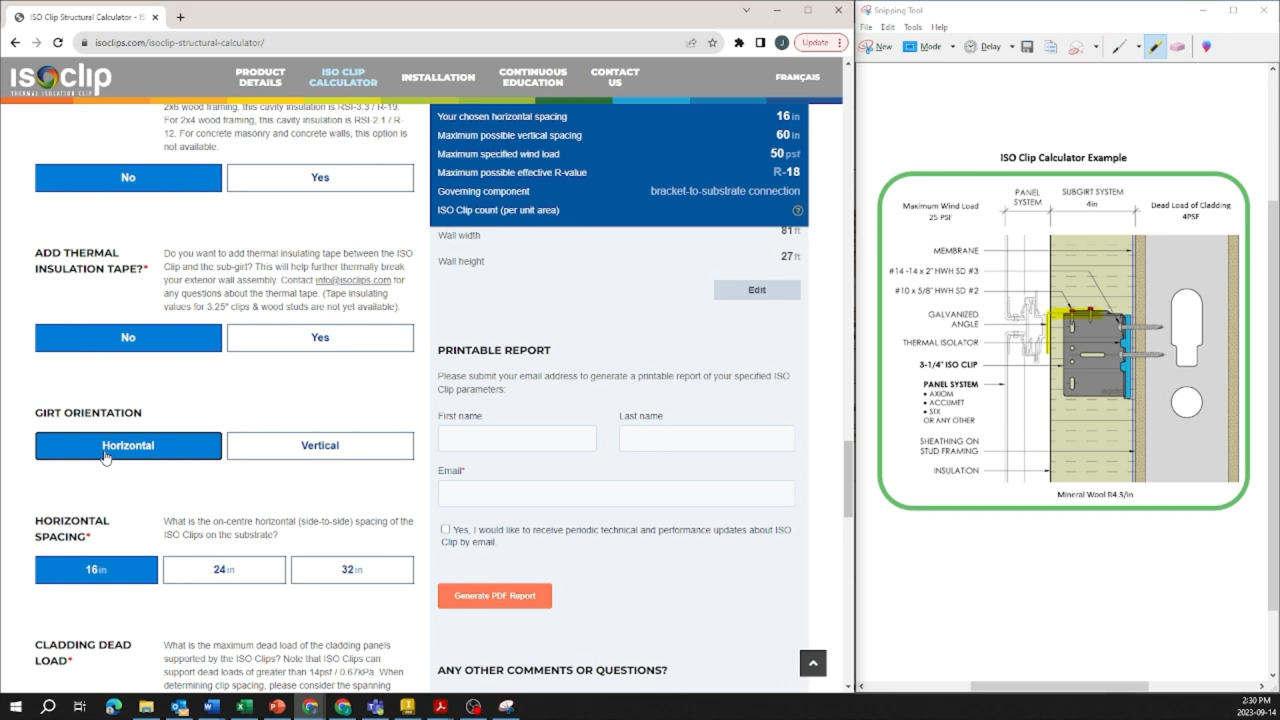 ISO Clip Structural Calculator - IS
isoclips.com/isoclip-structural-calculator/
Update
isoclip
THERMAL ISOLATION CLIP
PRODUCT
DETAILS
ISO CLIP
CALCULATOR
INSTALLATION
CONTINUOUS
EDUCATION
CONTACT
US
FRANÇAIS
2x6 wood framing, this cavity insulation is RSI-3.3 / R-19.
For 2x4 wood framing, this cavity insulation is RSI-2.1 / R-
12. For concrete masonry and concrete walls, this option is
not available.
No
Yes
ADD THERMAL
INSULATION TAPE?*
Do you want to add thermal insulating tape between the ISO
Clip and the sub-girt? This will help further thermally break
your exterior wall assembly. Contact info@isoclips.com for
any questions about the thermal tape. (Tape insulating
values for 3.25" clips & wood studs are not yet available).
No
Yes
GIRT ORIENTATION
Horizontal
Vertical
HORIZONTAL
SPACING*
What is the on-centre horizontal (side-to-side) spacing of the
ISO Clips on the substrate?
16in
24in
32in
CLADDING DEAD
LOAD*
What is the maximum dead load of the cladding panels
supported by the ISO Clips? Note that ISO Clips can
support dead loads of greater than 14psf / 0.67kPa. When
determining clip spacing, please consider the spanning
Your chosen horizontal spacing 16 in
Maximum possible vertical spacing 60 in
Maximum specified wind load 50 psf
Maximum possible effective R-value R-18
Governing component bracket-to-substrate connection
ISO Clip count (per unit area) ?
Wall width 81 ft
Wall height 27 ft
Edit
PRINTABLE REPORT
Please submit your email address to generate a printable report of your specified ISO
Clip parameters:
First name
Last name
Email*
Yes, I would like to receive periodic technical and performance updates about ISO
Clip by email.
Generate PDF Report
ANY OTHER COMMENTS OR QUESTIONS?
Snipping Tool
File Edit Tools Help
New Mode Delay
ISO Clip Calculator Example
Maximum Wind Load
25 PSF
PANEL
SYSTEM
SUBGIRT SYSTEM
4in
Dead Load of Cladding
4PSF
MEMBRANE
#14 -14 x 2" HWH SD #3
#10 x 5/8" HWH SD #2
GALVANIZED
ANGLE
THERMAL ISOLATOR
3-1/4" ISO CLIP
PANEL SYSTEM
• AXIOM
• ACCUMET
• STX
OR ANY OTHER
SHEATHING ON
STUD FRAMING
INSULATION
Mineral Wool R4.3/in
2:30 PM
2023-09-14